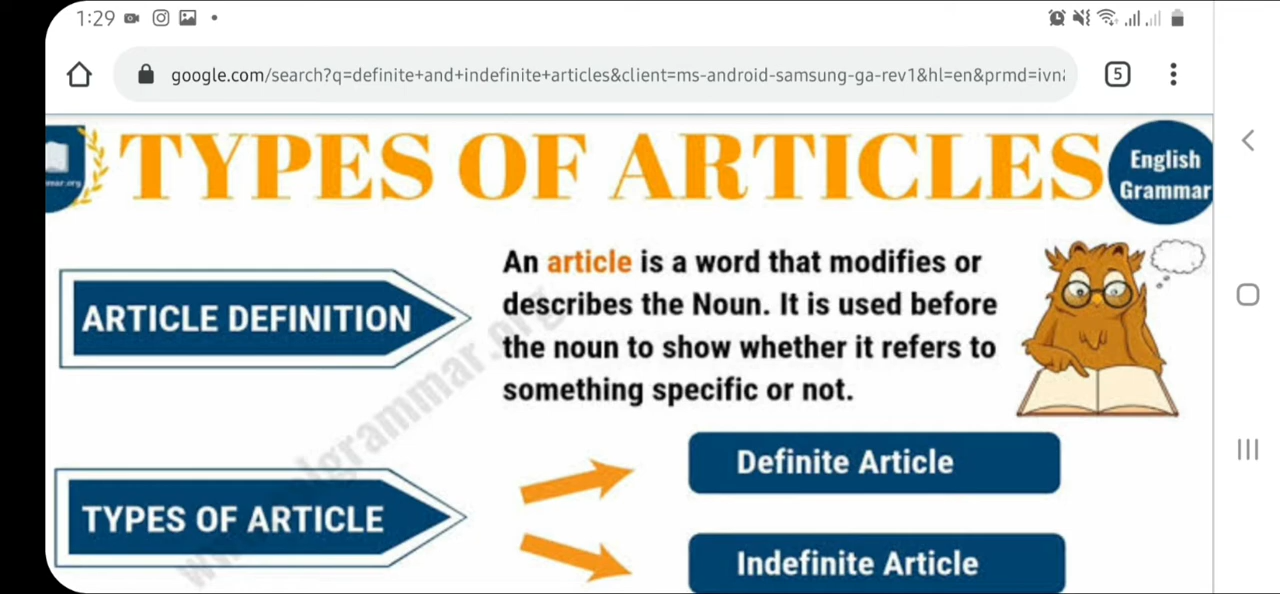 1:29
google.com/search?q=definite+and+indefinite+articles&client=ms-android-samsung-ga-rev1&hl=en&prmd=ivn
5
TYPES OF ARTICLES
English
Grammar
mar.org
An article is a word that modifies or
describes the Noun. It is used before
the noun to show whether it refers to
something specific or not.
ARTICLE DEFINITION
Definite Article
TYPES OF ARTICLE
Indefinite Article